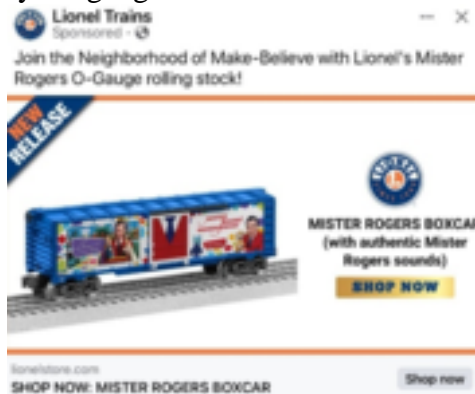 Lionel Trains
Sponsored ·
Join the Neighborhood of Make-Believe with Lionel's Mister
Rogers O-Gauge rolling stock!
NEW
RELEASE
LIONEL
MISTER ROGERS BOXCAR
(with authentic Mister
Rogers sounds)
SHOP NOW
lionelstore.com
SHOP NOW: MISTER ROGERS BOXCAR
Shop now